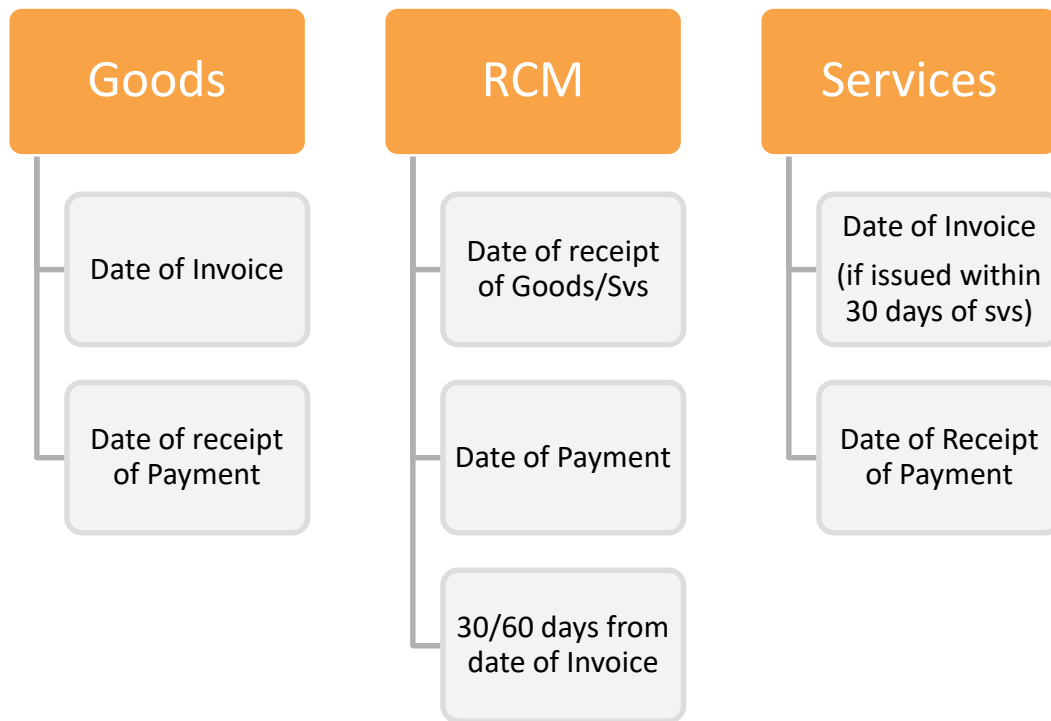 Goods
Date of Invoice
Date of receipt
of Payment
RCM
Date of receipt
of Goods/Svs
Date of Payment
30/60 days from
date of Invoice
Services
Date of Invoice
(if issued within
30 days of svs)
Date of Receipt
of Payment